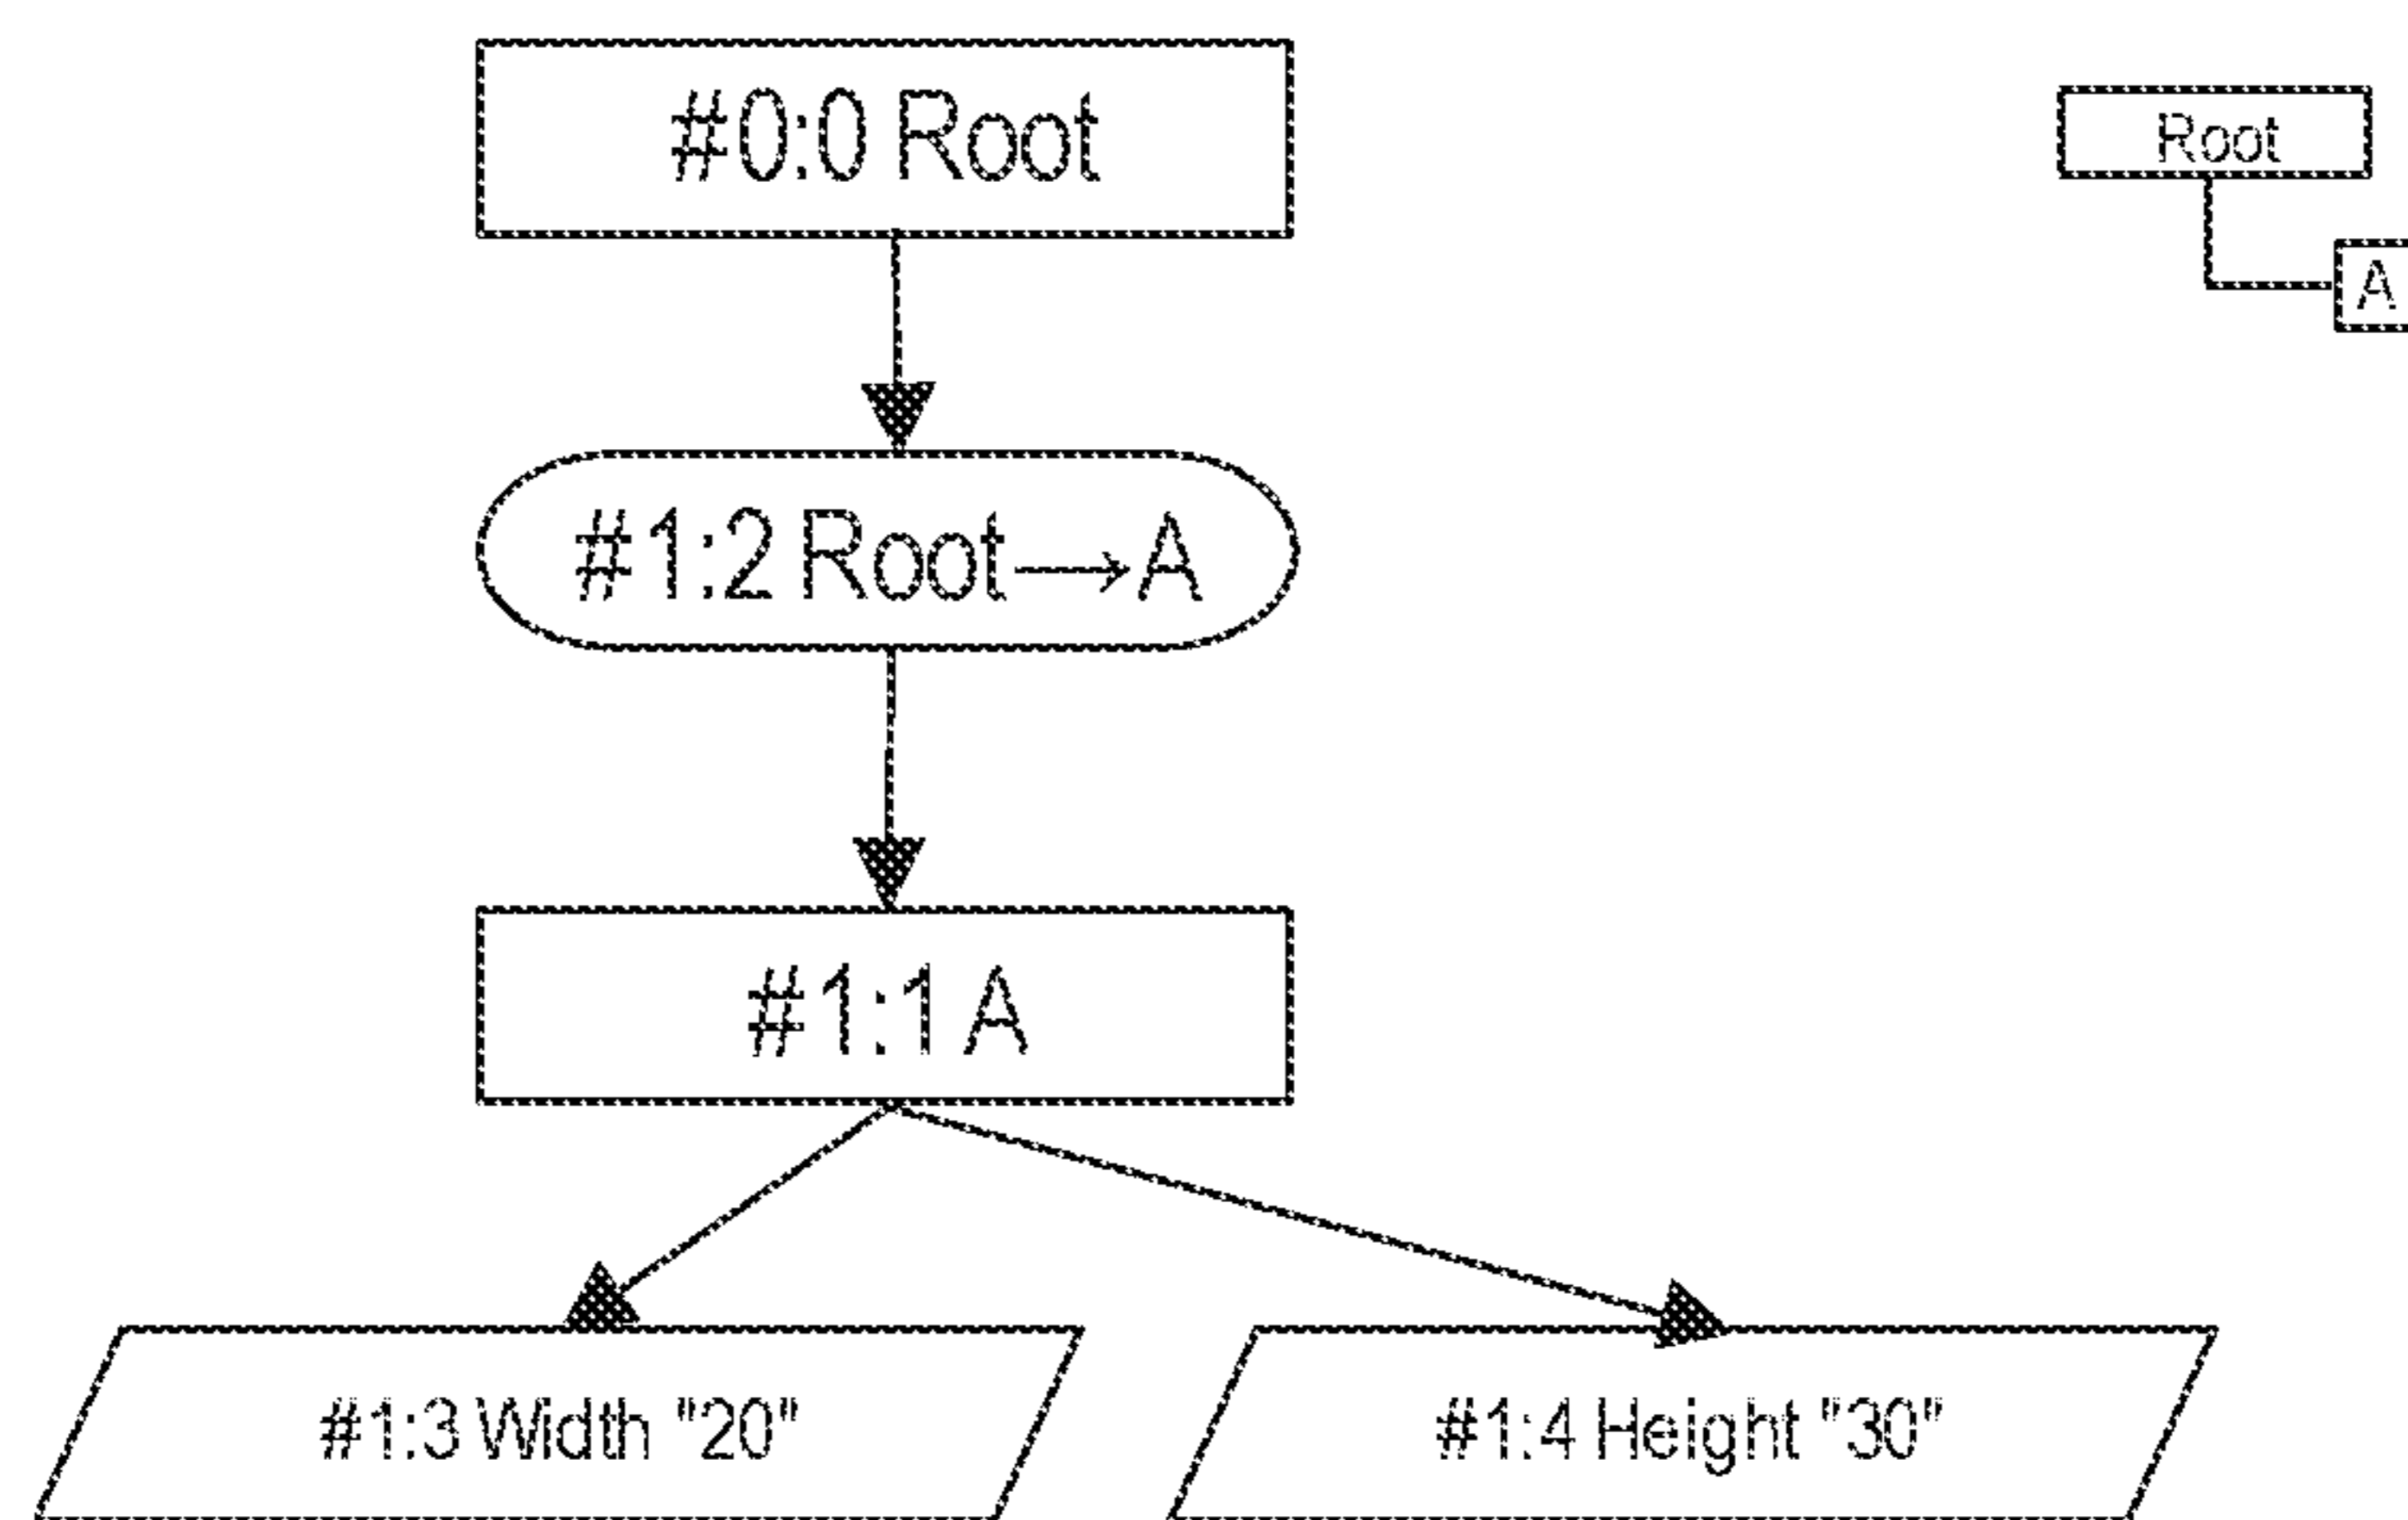 #0:0 Root
Root
A
#1:2 Root→A
#1:1 A
#1:3 Width "20"
#1:4 Height "30"